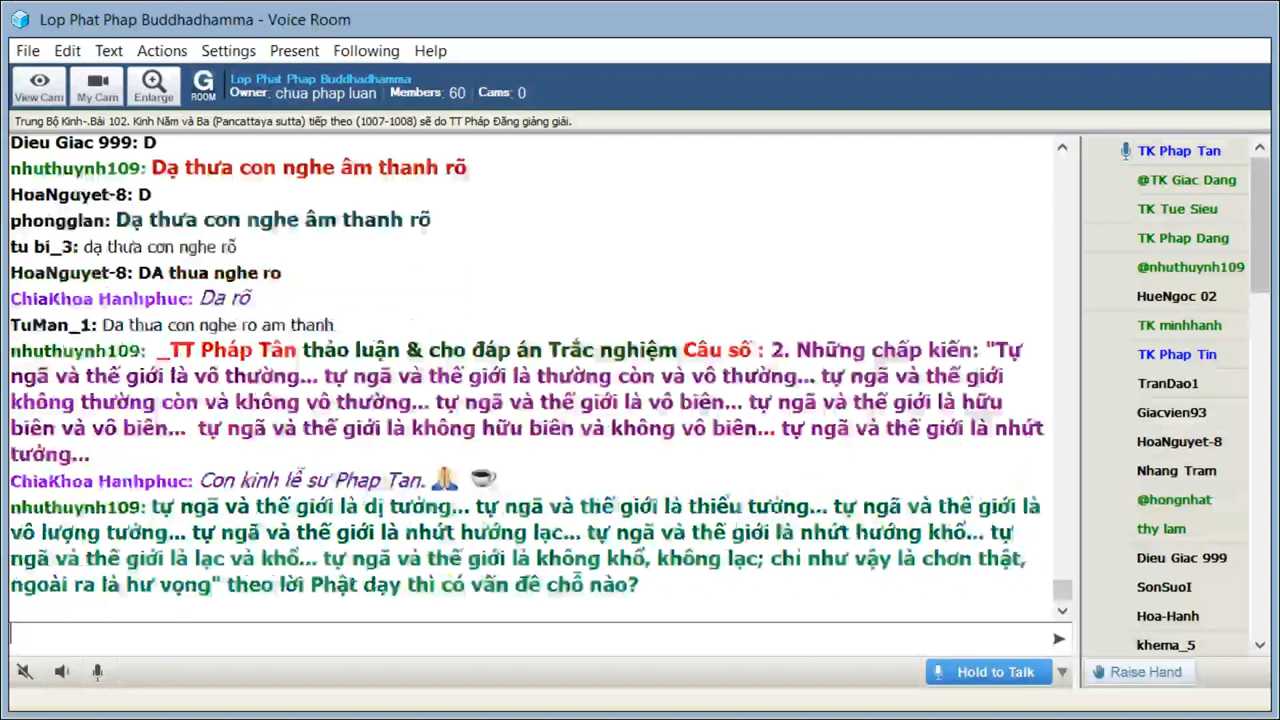 Lop Phat Phap Buddhadhamma - Voice Room
File Edit Text Actions Settings Present Following Help
View Cam My Cam Enlarge G ROOM
Lop Phat Phap Buddhadhamma
Owner: chua phap luan Members: 60 Cams: 0
Trung Bộ Kinh-.Bài 102. Kinh Năm và Ba (Pancattaya sutta) tiếp theo (1007-1008) sẽ do TT Pháp Đăng giảng giải.
Dieu Giac 999: D
nhuthuynh109: Dạ thưa con nghe âm thanh rõ
HoaNguyet-8: D
phongglan: Dạ thưa con nghe âm thanh rõ
tu bi_3: dạ thưa con nghe rõ
HoaNguyet-8: DA thua nghe ro
ChiaKhoa Hanhphuc: Da rõ
TuMan_1: Da thua con nghe ro am thanh
nhuthuynh109: _TT Pháp Tân thảo luận & cho đáp án Trắc nghiệm Câu số : 2. Những chấp kiến: "Tự
ngã và thế giới là vô thường... tự ngã và thế giới là thường còn và vô thường... tự ngã và thế giới
không thường còn và không vô thường... tự ngã và thế giới là vô biên... tự ngã và thế giới là hữu
biên và vô biên... tự ngã và thế giới là không hữu biên và không vô biên... tự ngã và thế giới là nhứt
tưởng...
ChiaKhoa Hanhphuc: Con kinh lễ sư Phap Tan. 🙏 ☕
nhuthuynh109: tự ngã và thế giới là dị tưởng... tự ngã và thế giới là thiểu tưởng... tự ngã và thế giới là
vô lượng tưởng... tự ngã và thế giới là nhứt hướng lạc... tự ngã và thế giới là nhứt hướng khổ... tự
ngã và thế giới là lạc và khổ... tự ngã và thế giới là không khổ, không lạc; chỉ như vậy là chơn thật,
ngoài ra là hư vọng" theo lời Phật dạy thì có vấn đề chỗ nào?
Hold to Talk
TK Phap Tan
@TK Giac Dang
TK Tue Sieu
TK Phap Dang
@nhuthuynh109
HueNgoc 02
TK minhhanh
TK Phap Tin
TranDao1
Giacvien93
HoaNguyet-8
Nhang Tram
@hongnhat
thy lam
Dieu Giac 999
SonSuoI
Hoa-Hanh
khema_5
Raise Hand